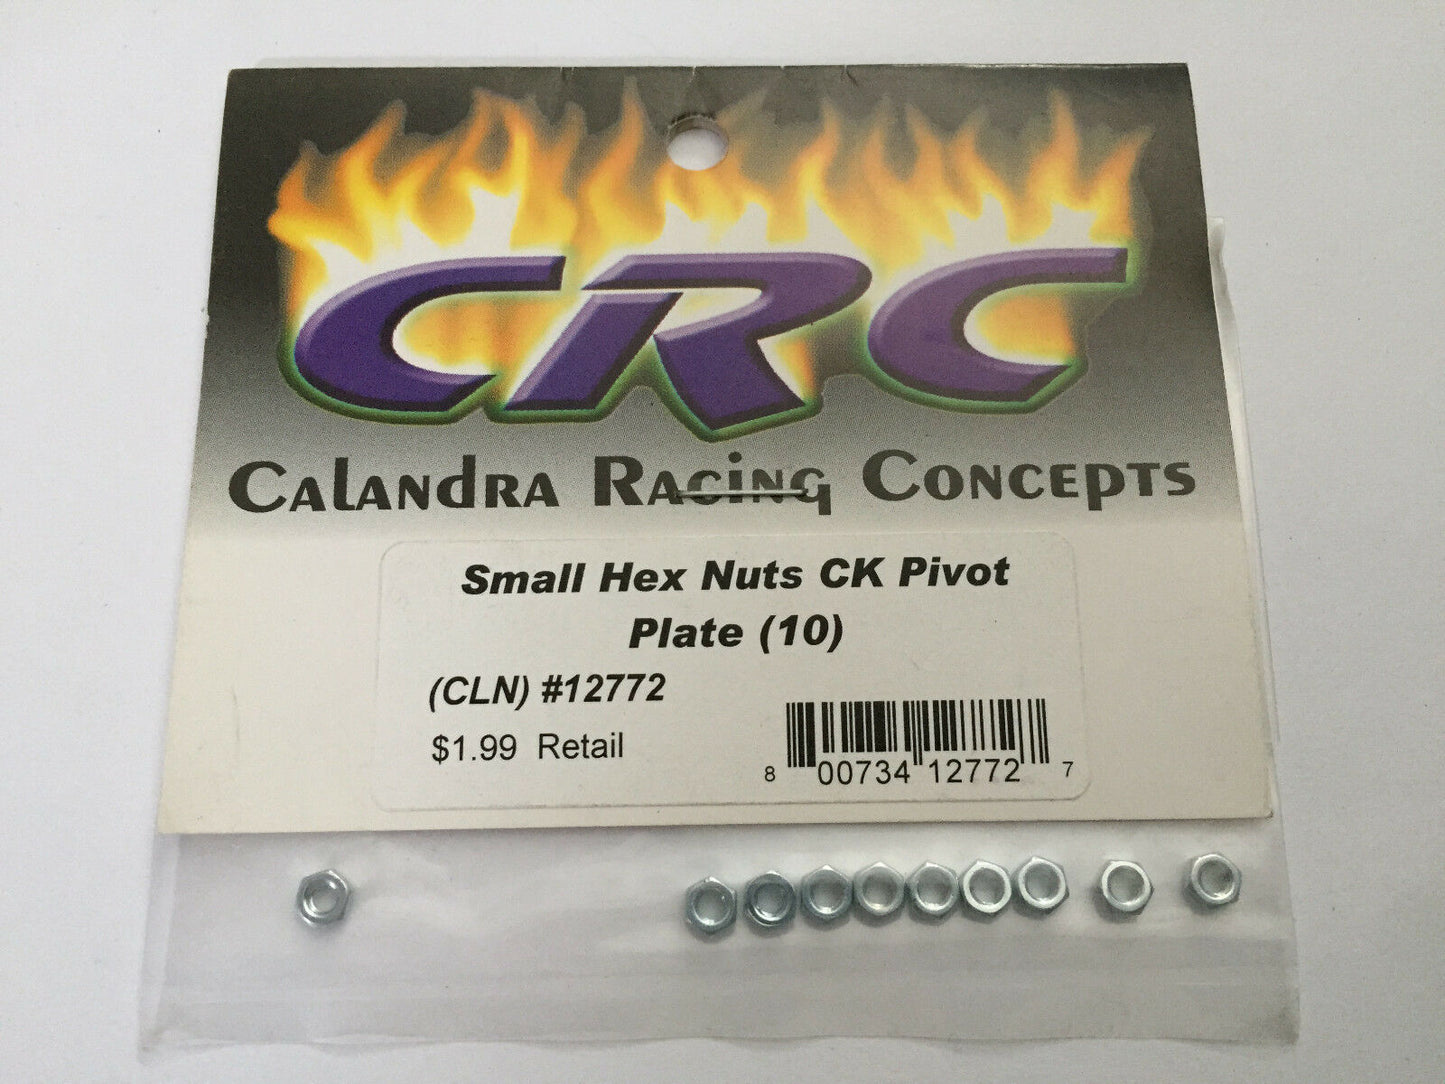 CRC
Calandra Racing Concepts
Small Hex Nuts CK Pivot
Plate (10)
(CLN) #12772
$1.99 Retail
8 00734 12772 7